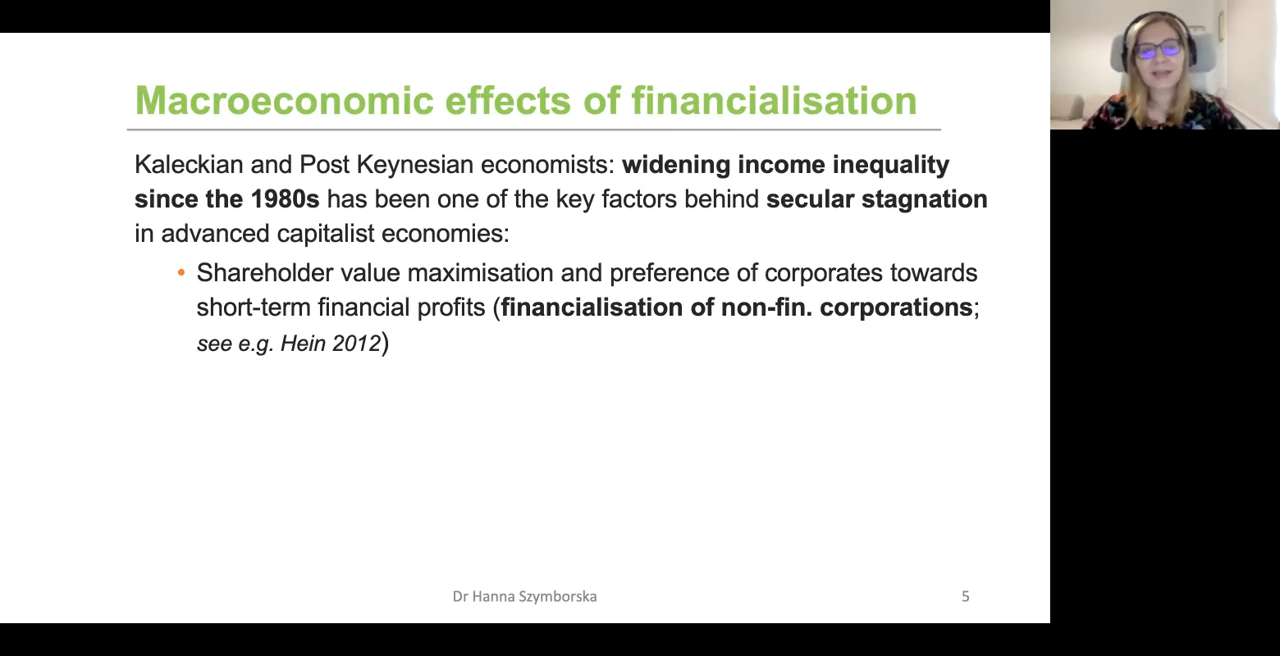 Macroeconomic effects of financialisation
Kaleckian and Post Keynesian economists: widening income inequality
since the 1980s has been one of the key factors behind secular stagnation
in advanced capitalist economies:
• Shareholder value maximisation and preference of corporates towards
short-term financial profits (financialisation of non-fin. corporations;
see e.g. Hein 2012)
Dr Hanna Szymborska
5